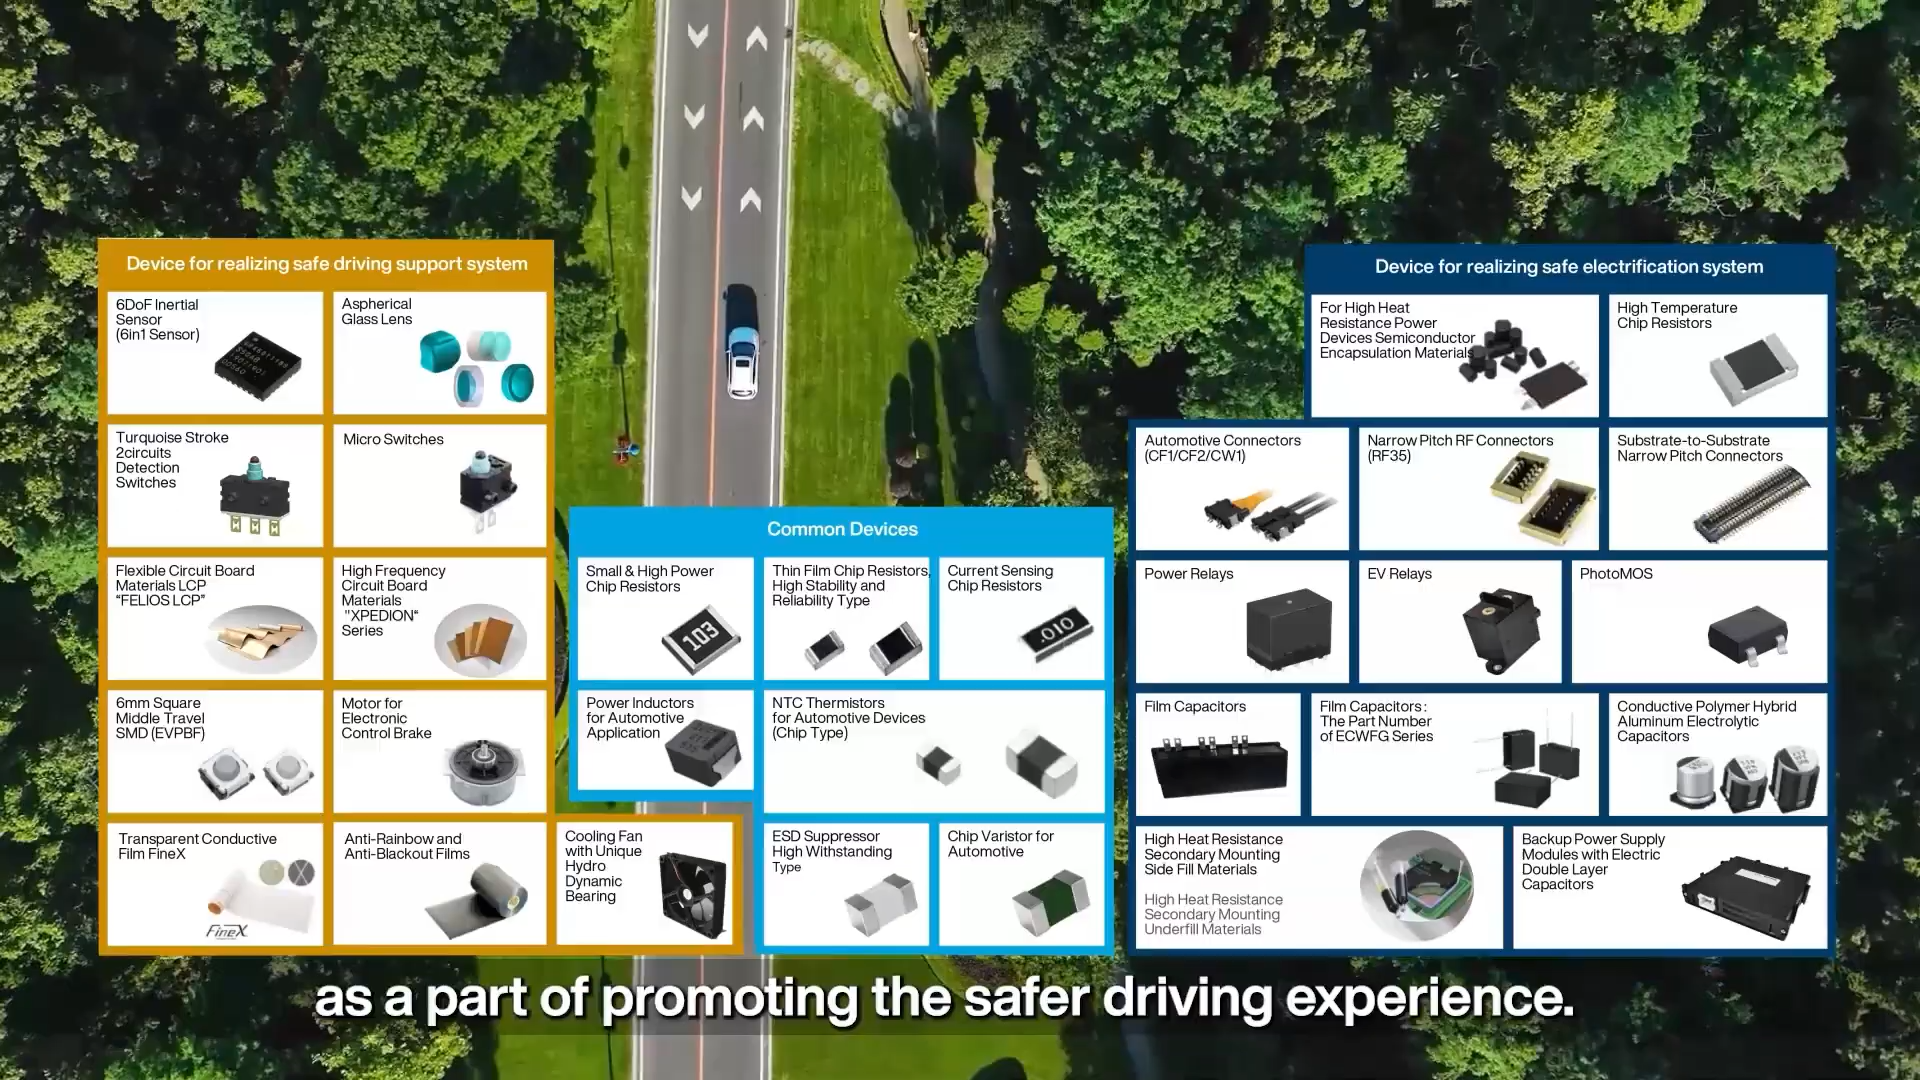 Device for realizing safe driving support system
6DoF Inertial
Sensor
(6in1 Sensor)
Aspherical
Glass Lens
Turquoise Stroke
2circuits
Detection
Switches
Micro Switches
Flexible Circuit Board
Materials LCP
“FELIOS LCP”
High Frequency
Circuit Board
Materials
"XPEDION“
Series
6mm Square
Middle Travel
SMD (EVPBF)
Motor for
Electronic
Control Brake
Transparent Conductive
Film FineX
FineX
Anti-Rainbow and
Anti-Blackout Films
Cooling Fan
with Unique
Hydro
Dynamic
Bearing
Common Devices
Small & High Power
Chip Resistors
103
Thin Film Chip Resistors,
High Stability and
Reliability Type
Current Sensing
Chip Resistors
.010
Power Inductors
for Automotive
Application
NTC Thermistors
for Automotive Devices
(Chip Type)
ESD Suppressor
High Withstanding
Type
Chip Varistor for
Automotive
Device for realizing safe electrification system
For High Heat
Resistance Power
Devices Semiconductor
Encapsulation Materials
High Temperature
Chip Resistors
Automotive Connectors
(CF1/CF2/CW1)
Narrow Pitch RF Connectors
(RF35)
Substrate-to-Substrate
Narrow Pitch Connectors
Power Relays
EV Relays
PhotoMOS
Film Capacitors
Film Capacitors :
The Part Number
of ECWFG Series
Conductive Polymer Hybrid
Aluminum Electrolytic
Capacitors
High Heat Resistance
Secondary Mounting
Side Fill Materials
High Heat Resistance
Secondary Mounting
Underfill Materials
Backup Power Supply
Modules with Electric
Double Layer
Capacitors
as a part of promoting the safer driving experience.